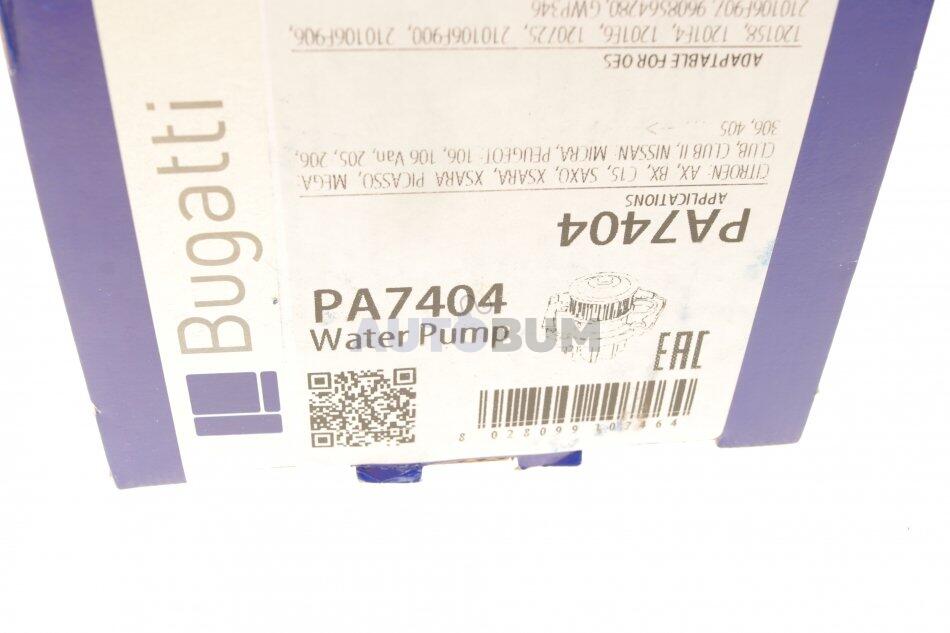 Bugatti
PA7404
APPLICATIONS
CITROEN: AX, BX, C15, SAXO, XSARA, XSARA PICASSO, MEGA:
CLUB, CLUB II, NISSAN: MICRA, PEUGEOT: 106, 106 Van, 205, 206,
306, 405
ADAPTABLE FOR OES
120158, 1201F4, 1201E6, 120725, 210106F900, 210106F906,
210106F907, 9608564280, GWP346
PA7404
Water Pump
AUTOBUM
EAC
8 028099 107464